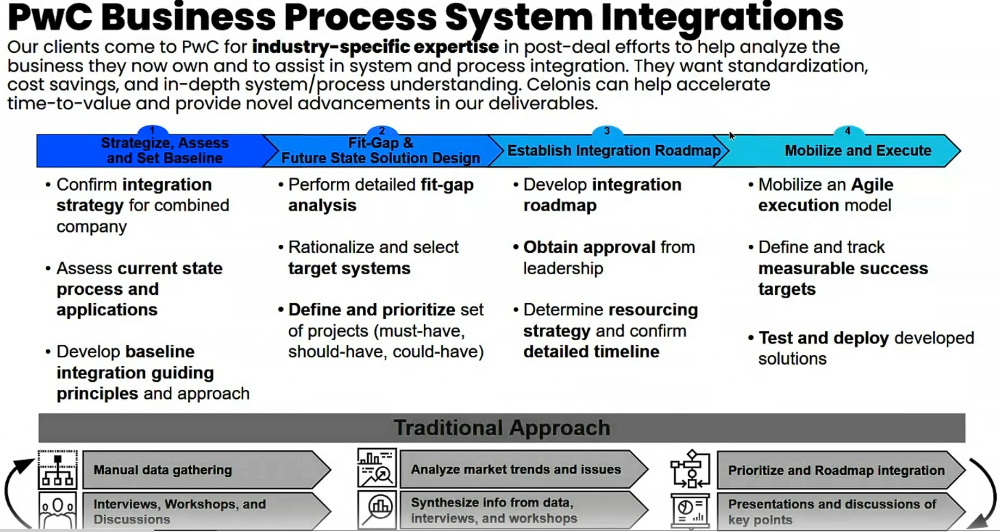 PwC Business Process System Integrations
Our clients come to PwC for industry-specific expertise in post-deal efforts to help analyze the
business they now own and to assist in system and process integration. They want standardization,
cost savings, and in-depth system/process understanding. Celonis can help accelerate
time-to-value and provide novel advancements in our deliverables.
1
Strategize, Assess
and Set Baseline
2
Fit-Gap &
Future State Solution Design
3
Establish Integration Roadmap
4
Mobilize and Execute
• Confirm integration
strategy for combined
company
• Assess current state
process and
applications
• Develop baseline
integration guiding
principles and approach
• Perform detailed fit-gap
analysis
• Rationalize and select
target systems
• Define and prioritize set
of projects (must-have,
should-have, could-have)
• Develop integration
roadmap
• Obtain approval from
leadership
• Determine resourcing
strategy and confirm
detailed timeline
• Mobilize an Agile
execution model
• Define and track
measurable success
targets
• Test and deploy developed
solutions
Traditional Approach
Manual data gathering
Analyze market trends and issues
Prioritize and Roadmap integration
Interviews, Workshops, and
Discussions
Synthesize info from data,
interviews, and workshops
Presentations and discussions of
key points